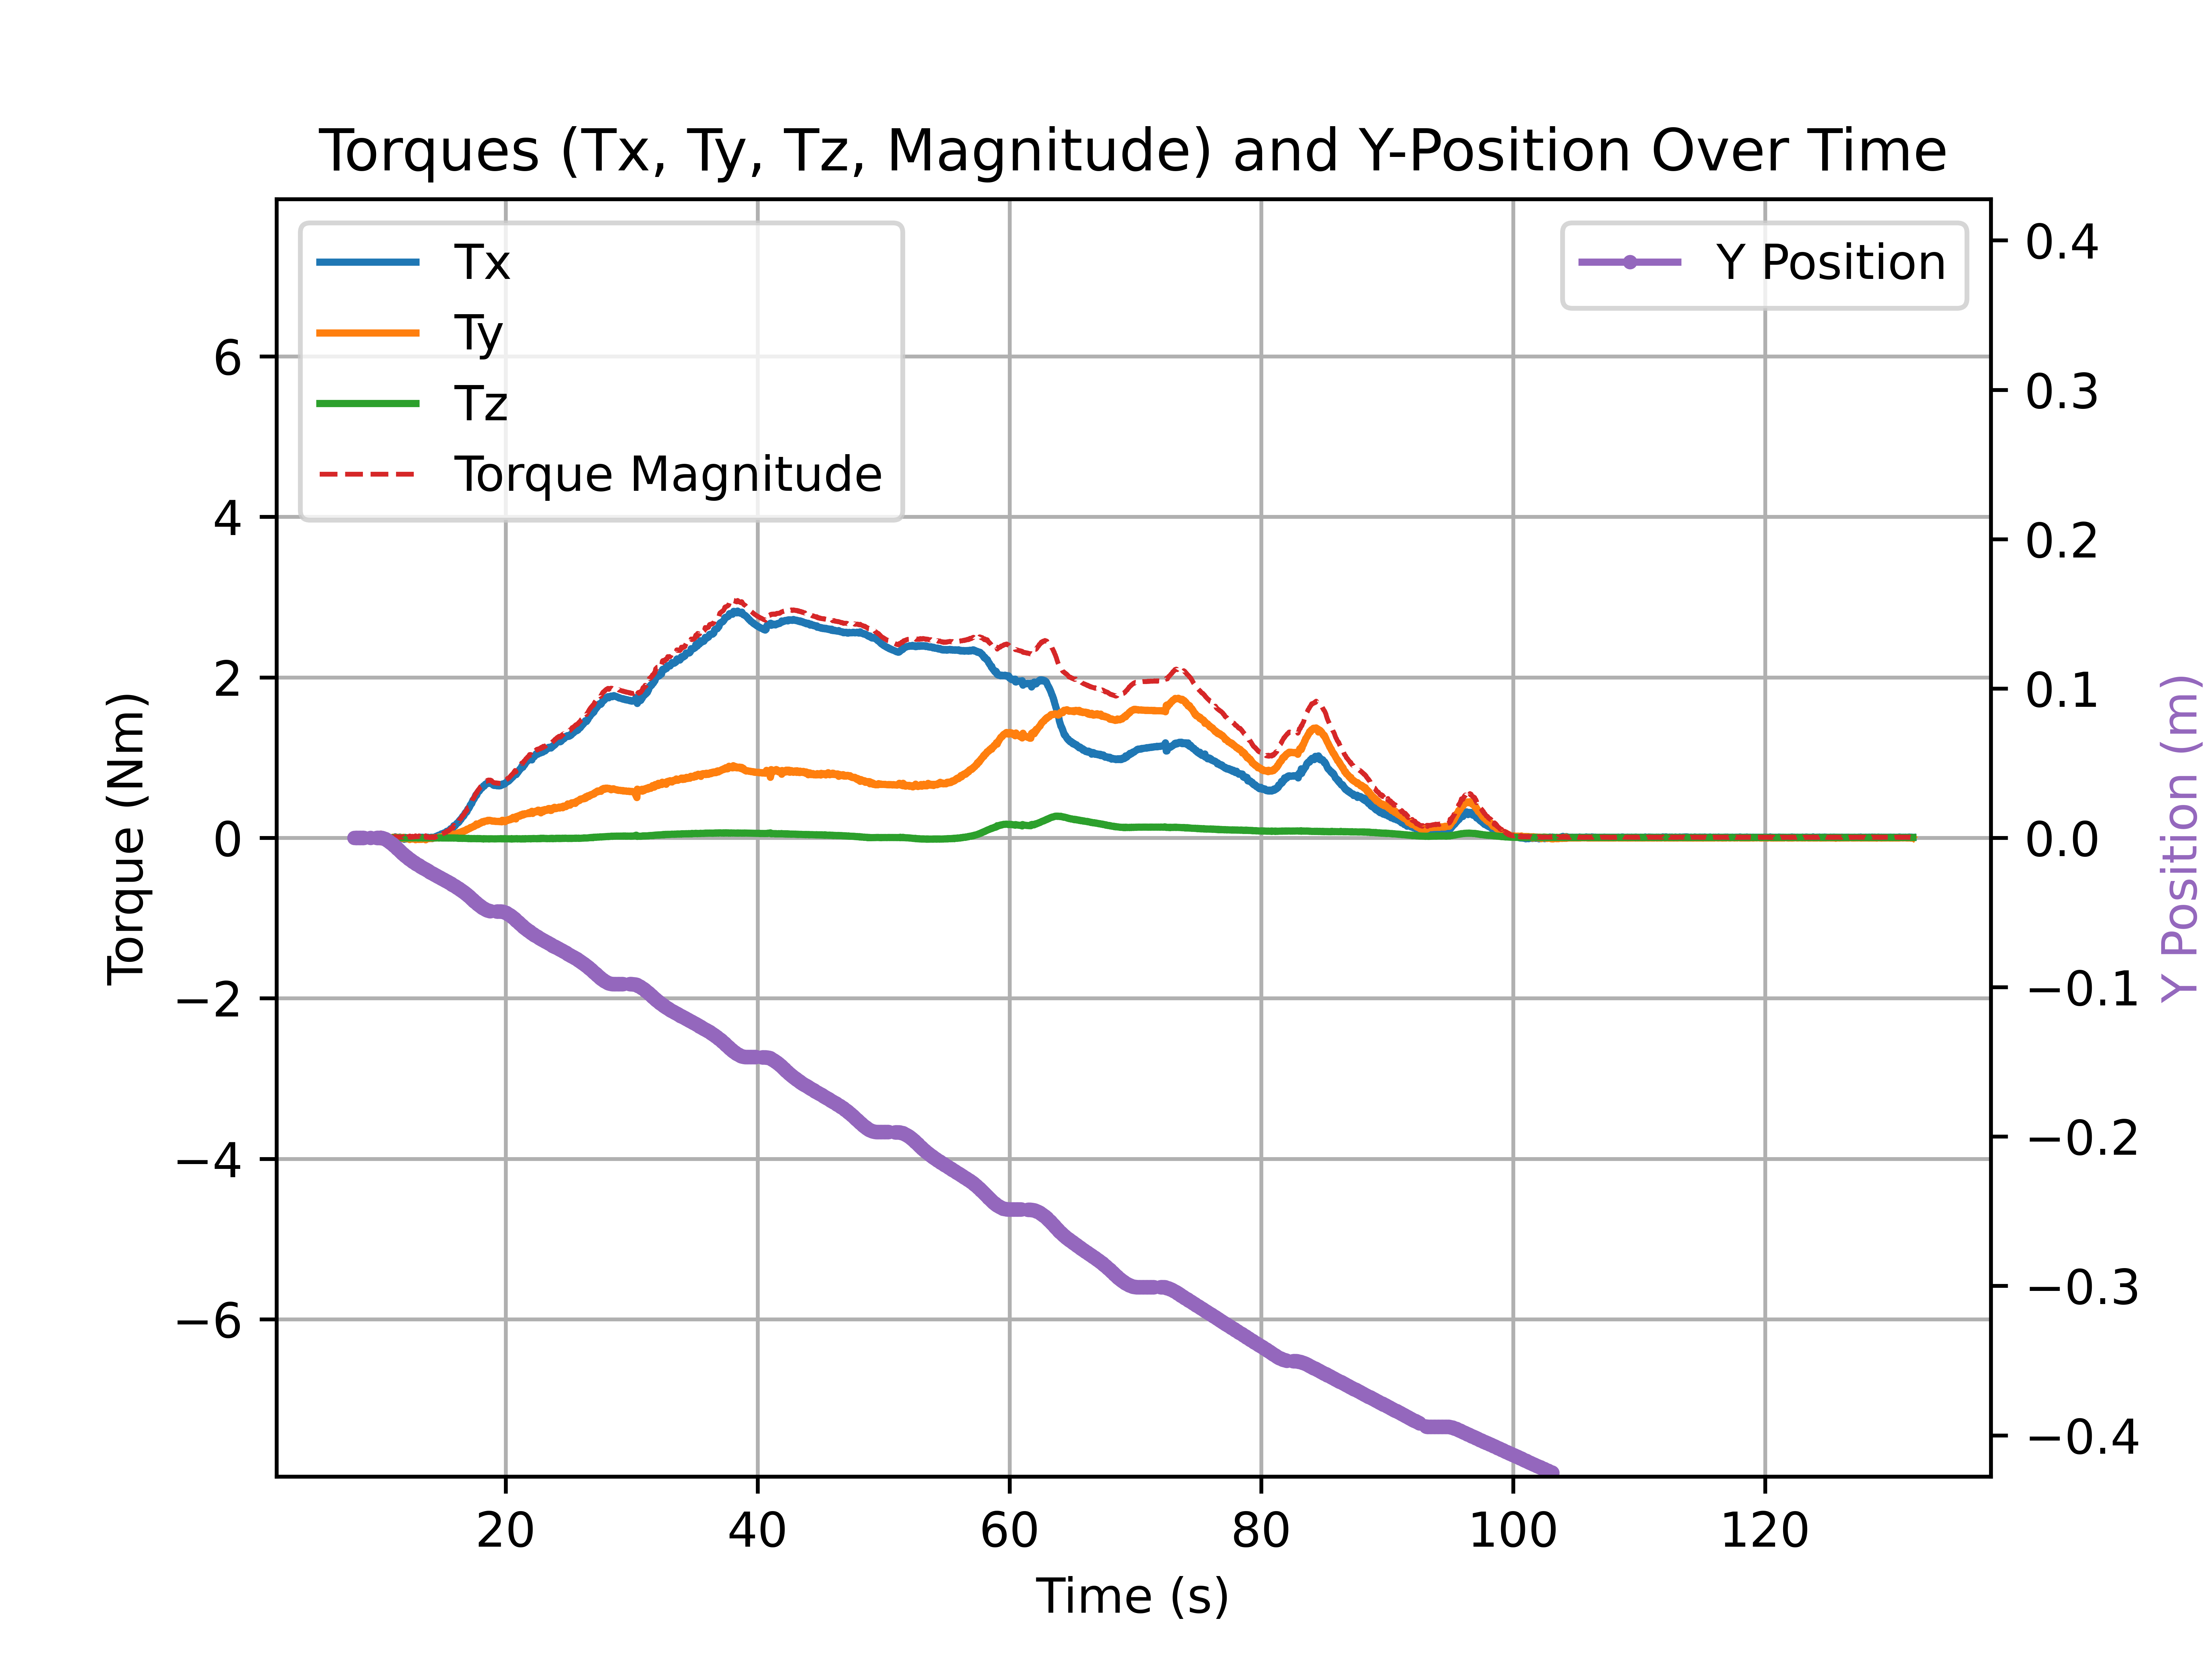 Torques (Tx, Ty, Tz, Magnitude) and Y-Position Over Time
Tx
Ty
Tz
Torque Magnitude
Y Position
Torque (Nm)
6
4
2
0
−2
−4
−6
0.4
0.3
0.2
0.1
0.0
−0.1
−0.2
−0.3
−0.4
Y Position (m)
20 40 60 80 100 120
Time (s)